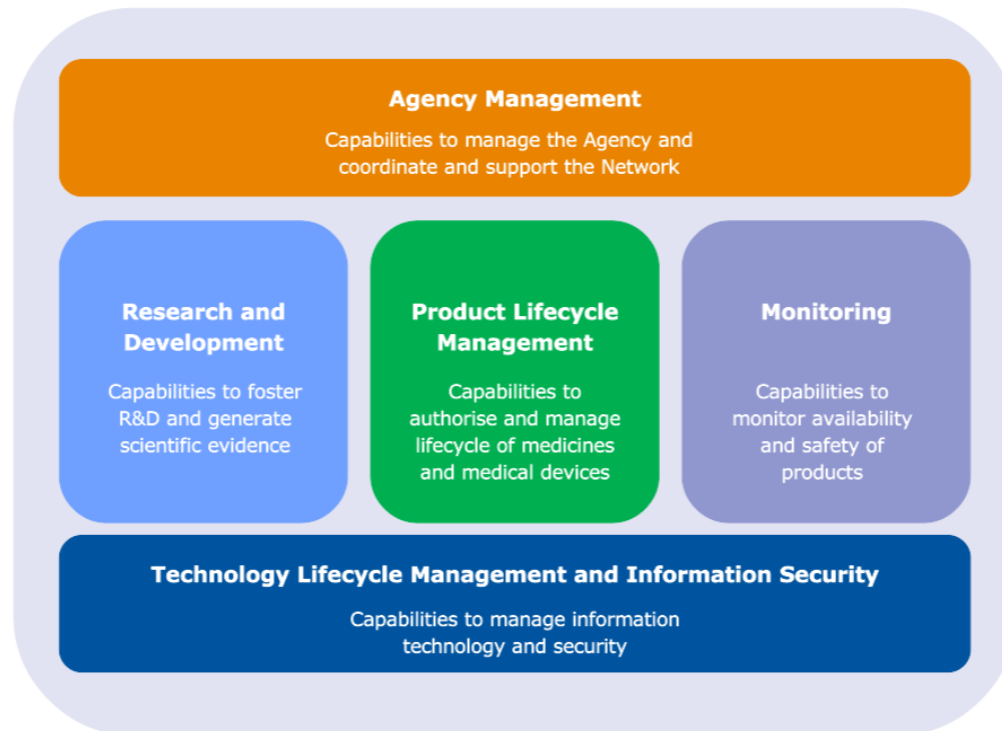 Agency Management
Capabilities to manage the Agency and
coordinate and support the Network
Research and
Development
Capabilities to foster
R&D and generate
scientific evidence
Product Lifecycle
Management
Capabilities to
authorise and manage
lifecycle of medicines
and medical devices
Monitoring
Capabilities to
monitor availability
and safety of
products
Technology Lifecycle Management and Information Security
Capabilities to manage information
technology and security